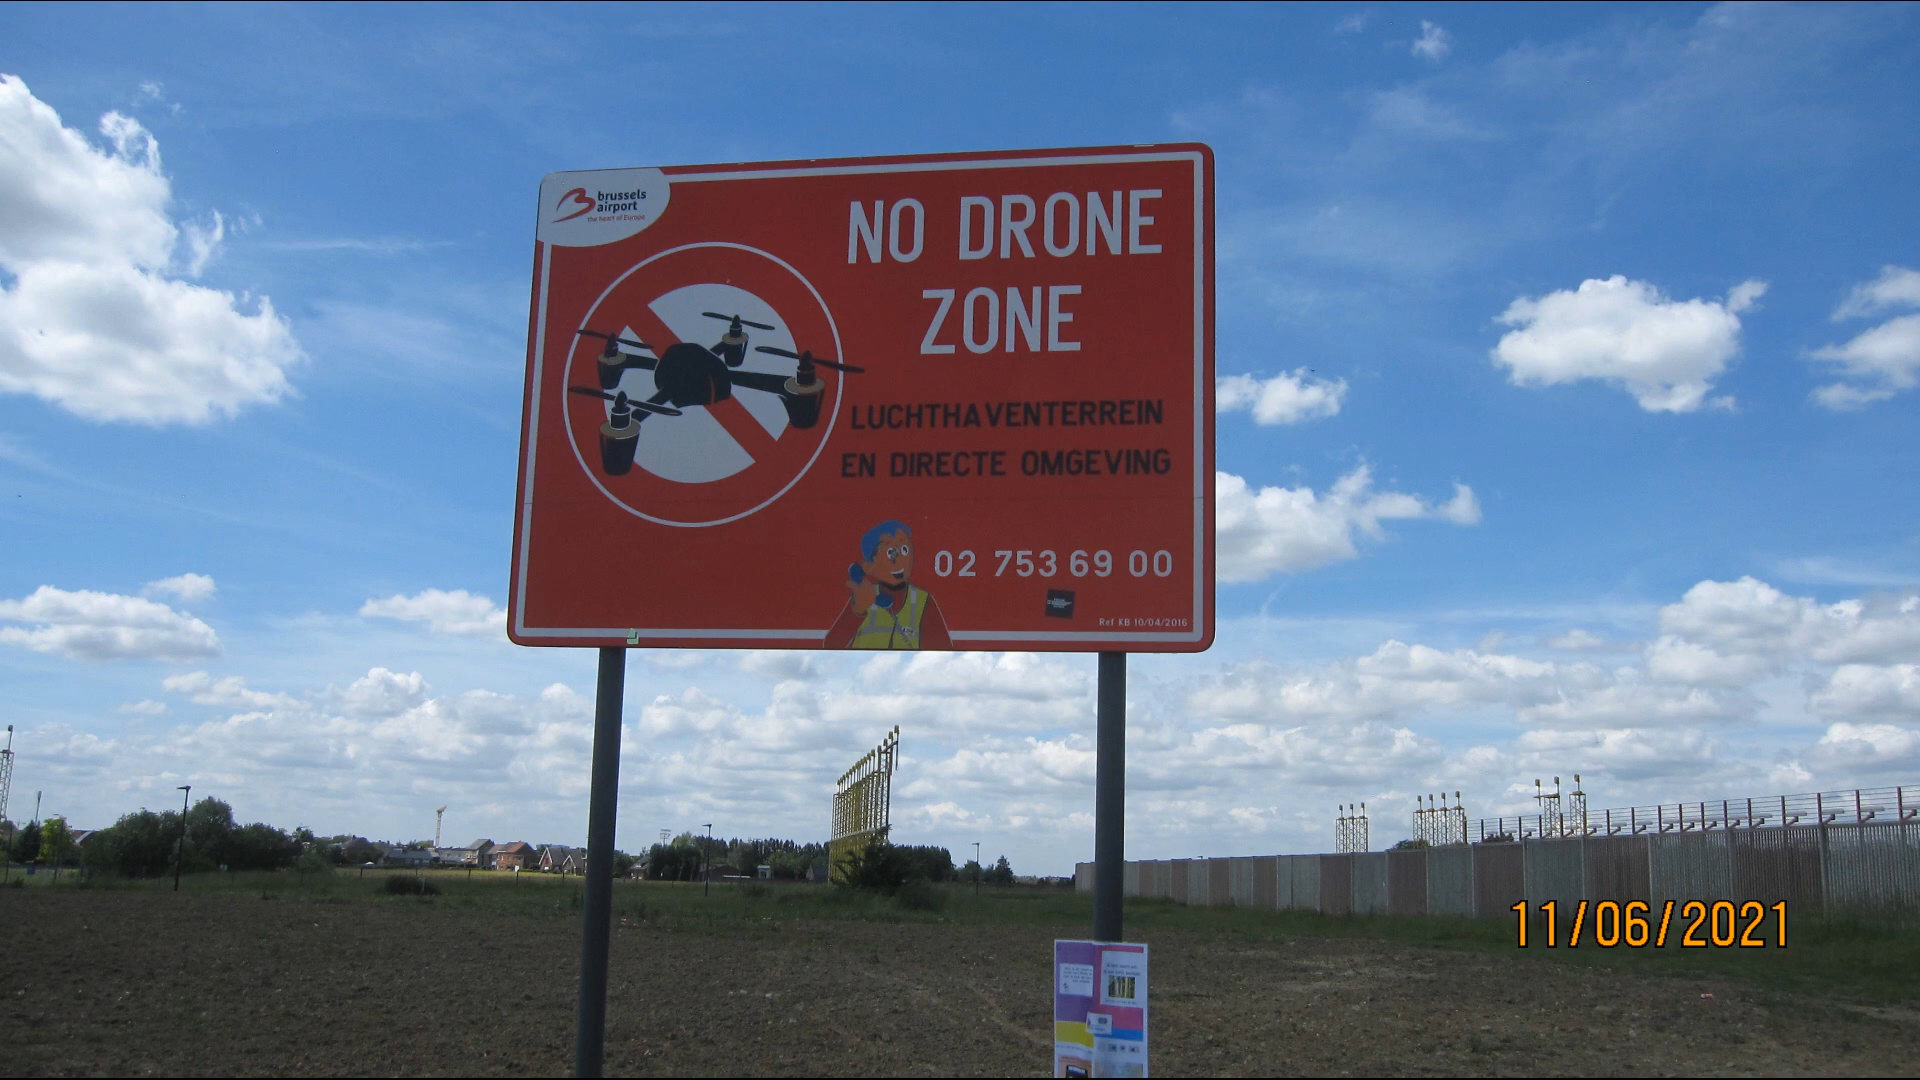 brussels
airport
the heart of Europe
NO DRONE
ZONE
LUCHTHAVENTERREIN
EN DIRECTE OMGEVING
02 753 69 00
Ref KB 10/04/2016
11/06/2021